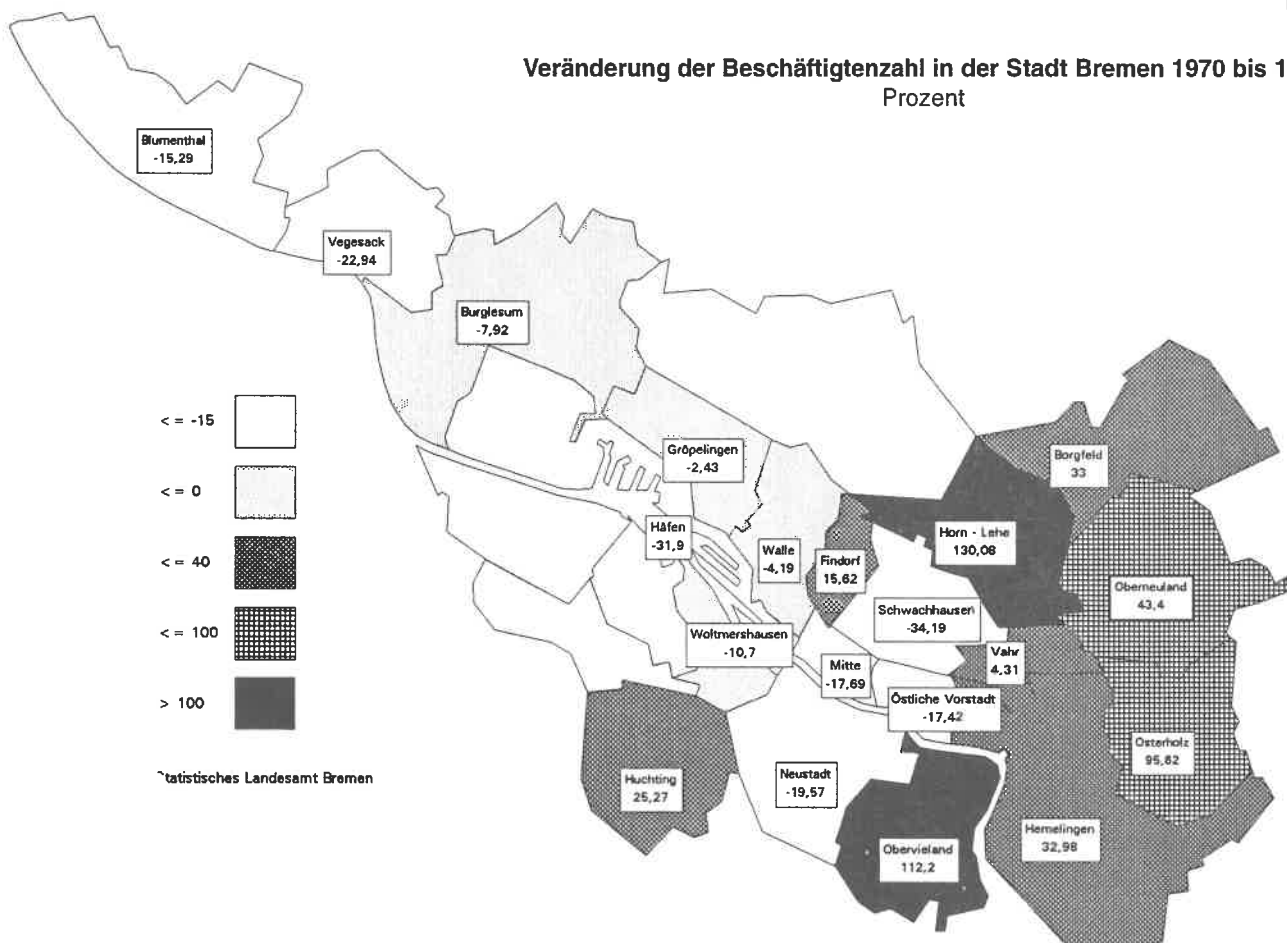 Veränderung der Beschäftigtenzahl in der Stadt Bremen 1970 bis 1
Prozent
Blumenthal
-15,29
Vegesack
-22,94
Burglesum
-7,92
< = -15
< = 0
< = 40
< = 100
> 100
Gröpelingen
-2,43
Häfen
-31,9
Walle
-4,19
Findorf
15,62
Borgfeld
33
Horn - Lehe
130,08
Oberneuland
43,4
Schwachhausen
-34,19
Woltmershausen
-10,7
Mitte
-17,69
Vahr
4,31
Östliche Vorstadt
-17,42
Osterholz
95,82
Huchting
25,27
Neustadt
-19,57
Hemelingen
32,98
Obervieland
112,2
tatistisches Landesamt Bremen